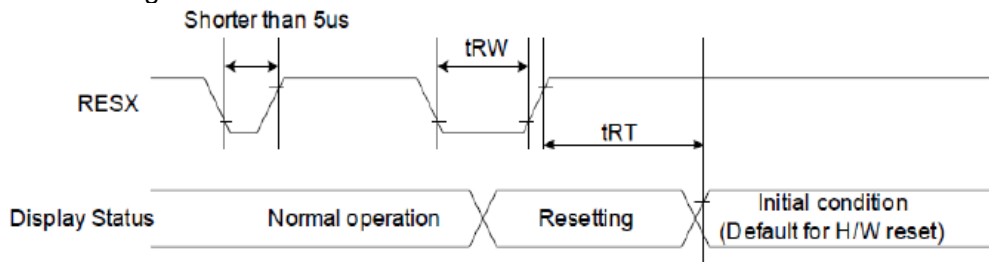 Shorter than 5us
tRW
RESX
tRT
Display Status
Normal operation
Resetting
Initial condition
(Default for H/W reset)